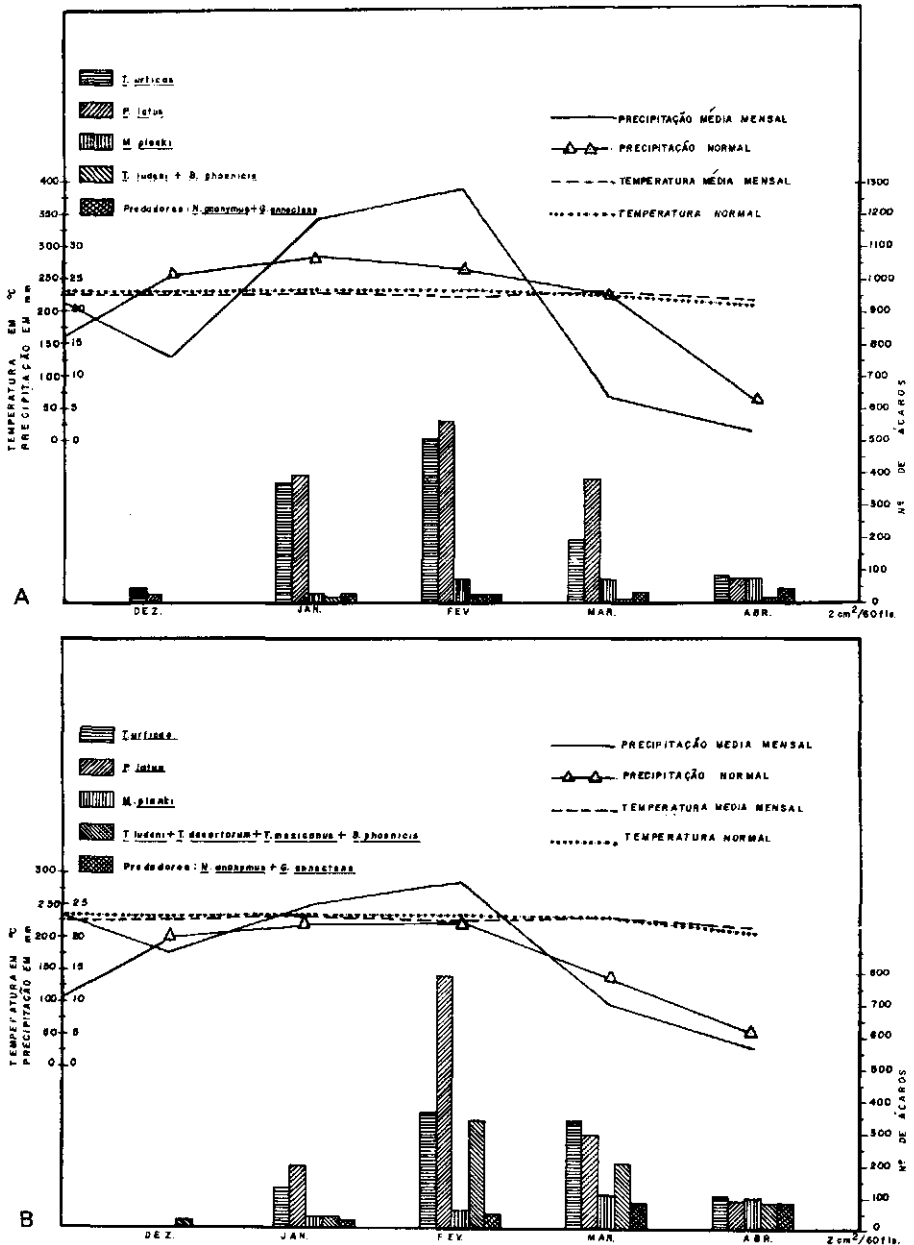 T. urticae
P. latus
M. planki
T. ludeni + B. phoenicis
Predadores: N. anonymus + G. annectens
PRECIPITAÇÃO MÉDIA MENSAL
PRECIPITAÇÃO NORMAL
TEMPERATURA MÉDIA MENSAL
TEMPERATURA NORMAL
TEMPERATURA EM ºC
PRECIPITAÇÃO EM mm
400
350
300 25
250
200 20
150 15
100 10
50 5
0 0
1300
1200
1100
1000
900
800
700
600
500
400
300
200
100
0
Nº DE ÁCAROS
A
DEZ. JAN. FEV. MAR. ABR. 2 cm²/60 fls.
T. urticae
P. latus
M. planki
T. ludeni + T. desertorum + T. mexicanus + B. phoenicis
Predadores: N. anonymus + G. annectens
PRECIPITAÇÃO MÉDIA MENSAL
PRECIPITAÇÃO NORMAL
TEMPERATURA MÉDIA MENSAL
TEMPERATURA NORMAL
TEMPERATURA EM ºC
PRECIPITAÇÃO EM mm
300
250 25
200 20
150 15
100 10
50 5
0 0
800
700
600
500
400
300
200
100
0
Nº DE ÁCAROS
B
DEZ. JAN. FEV. MAR. ABR. 2 cm²/60 fls.